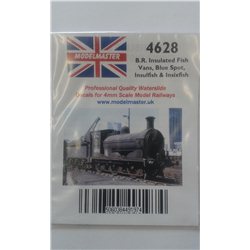 MODELMASTER
4628
B.R. Insulated Fish
Vans, Blue Spot,
Insulfish & Insixfish
Professional Quality Waterslide
Decals for 4mm Scale Model Railways
www.modelmaster.uk
5060384491974